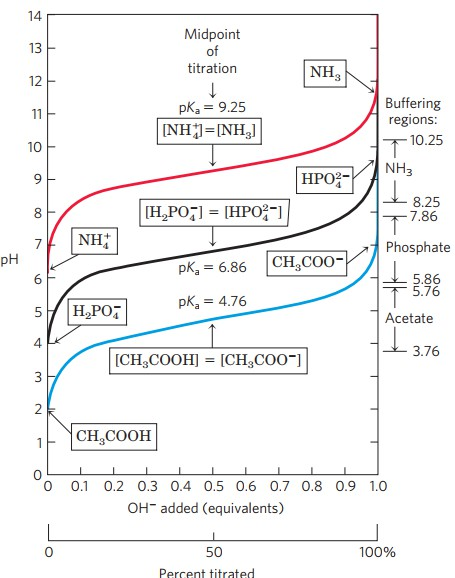 14
13
12
11
10
9
8
7
6
5
4
3
2
1
0
pH
Midpoint
of
titration
pKₐ = 9.25
[NH₄⁺]=[NH₃]
NH₃
HPO₄²⁻
[H₂PO₄⁻] = [HPO₄²⁻]
NH₄⁺
pKₐ = 6.86
CH₃COO⁻
H₂PO₄⁻
pKₐ = 4.76
[CH₃COOH] = [CH₃COO⁻]
CH₃COOH
Buffering
regions:
10.25
NH₃
8.25
7.86
Phosphate
5.86
5.76
Acetate
3.76
0 0.1 0.2 0.3 0.4 0.5 0.6 0.7 0.8 0.9 1.0
OH⁻ added (equivalents)
0 50 100%
Percent titrated